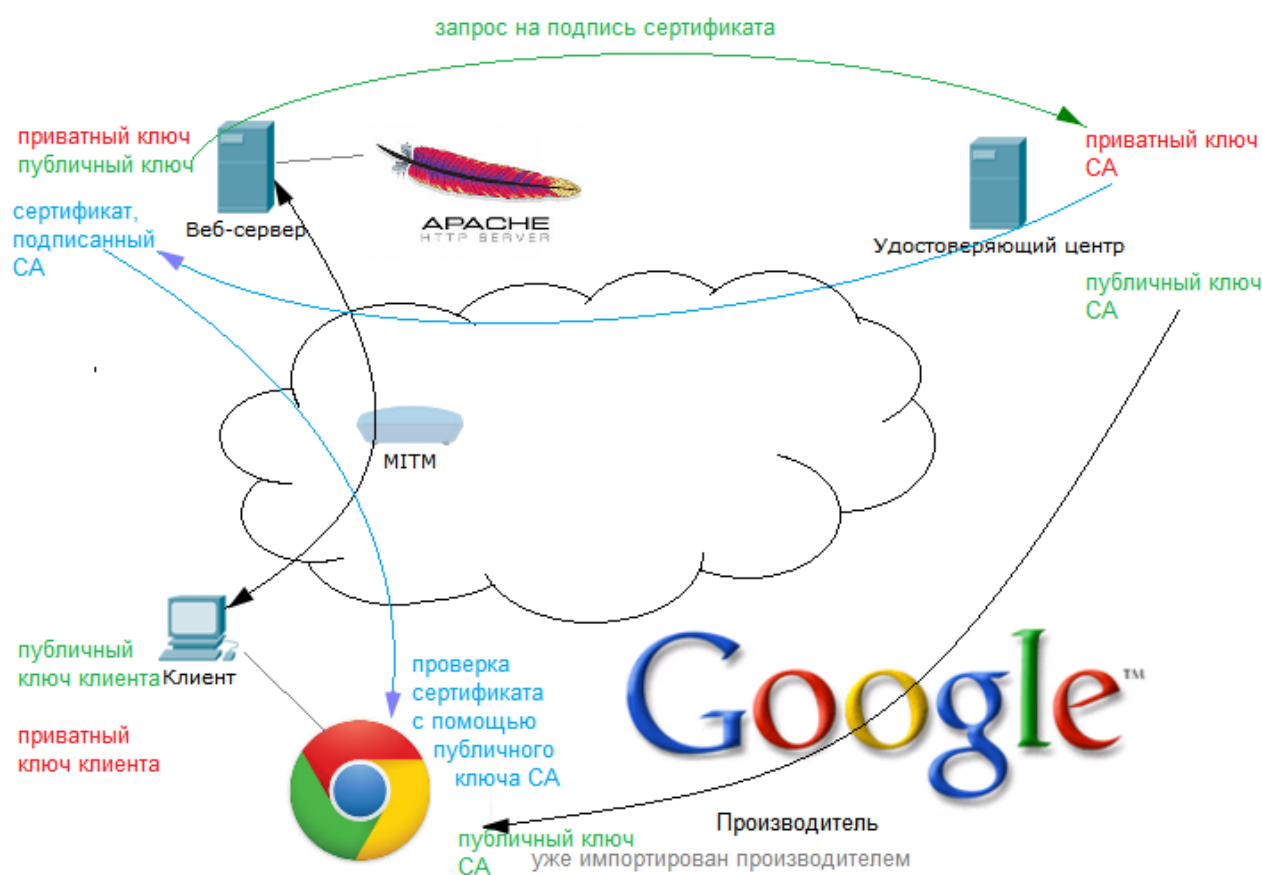 запрос на подпись сертификата
приватный ключ
публичный ключ
Веб-сервер
APACHE
HTTP SERVER
приватный ключ
CA
Удостоверяющий центр
сертификат,
подписанный
CA
публичный ключ
CA
MITM
публичный
ключ клиента
Клиент
приватный
ключ клиента
проверка
сертификата
с помощью
публичного
ключа CA
Google™
Производитель
публичный ключ
CA
уже импортирован производителем